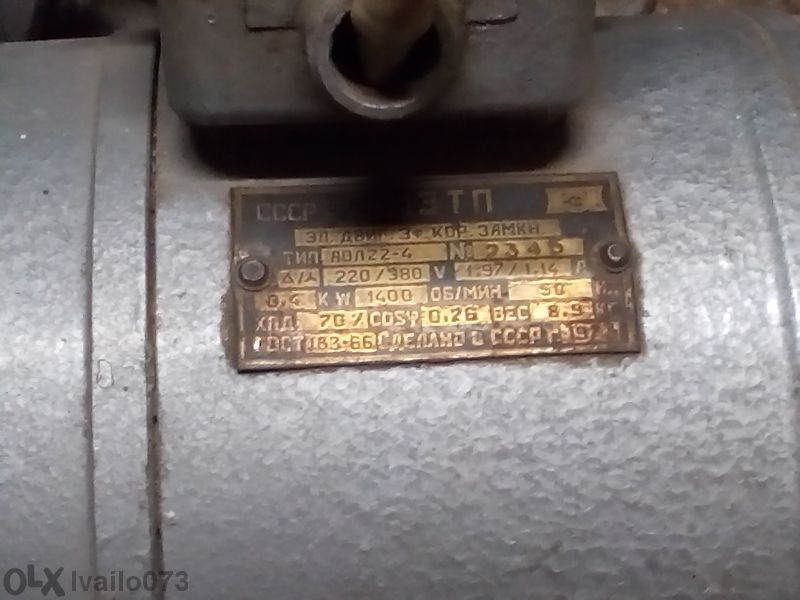 СССР ЭТП
ЭЛ. ДВИГ. 3Ф. КОР. ЗАМКН.
ТИП АОЛ22-4 № 2345
Δ/⅄ 220/380 V 1.97/1.14 А
0,4 KW 1400 ОБ/МИН 50
КПД 70% COSφ 0.76 ВЕС 8.9 КГ
ГОСТ 183-66 СДЕЛАНО В СССР
OLX Ivailo073